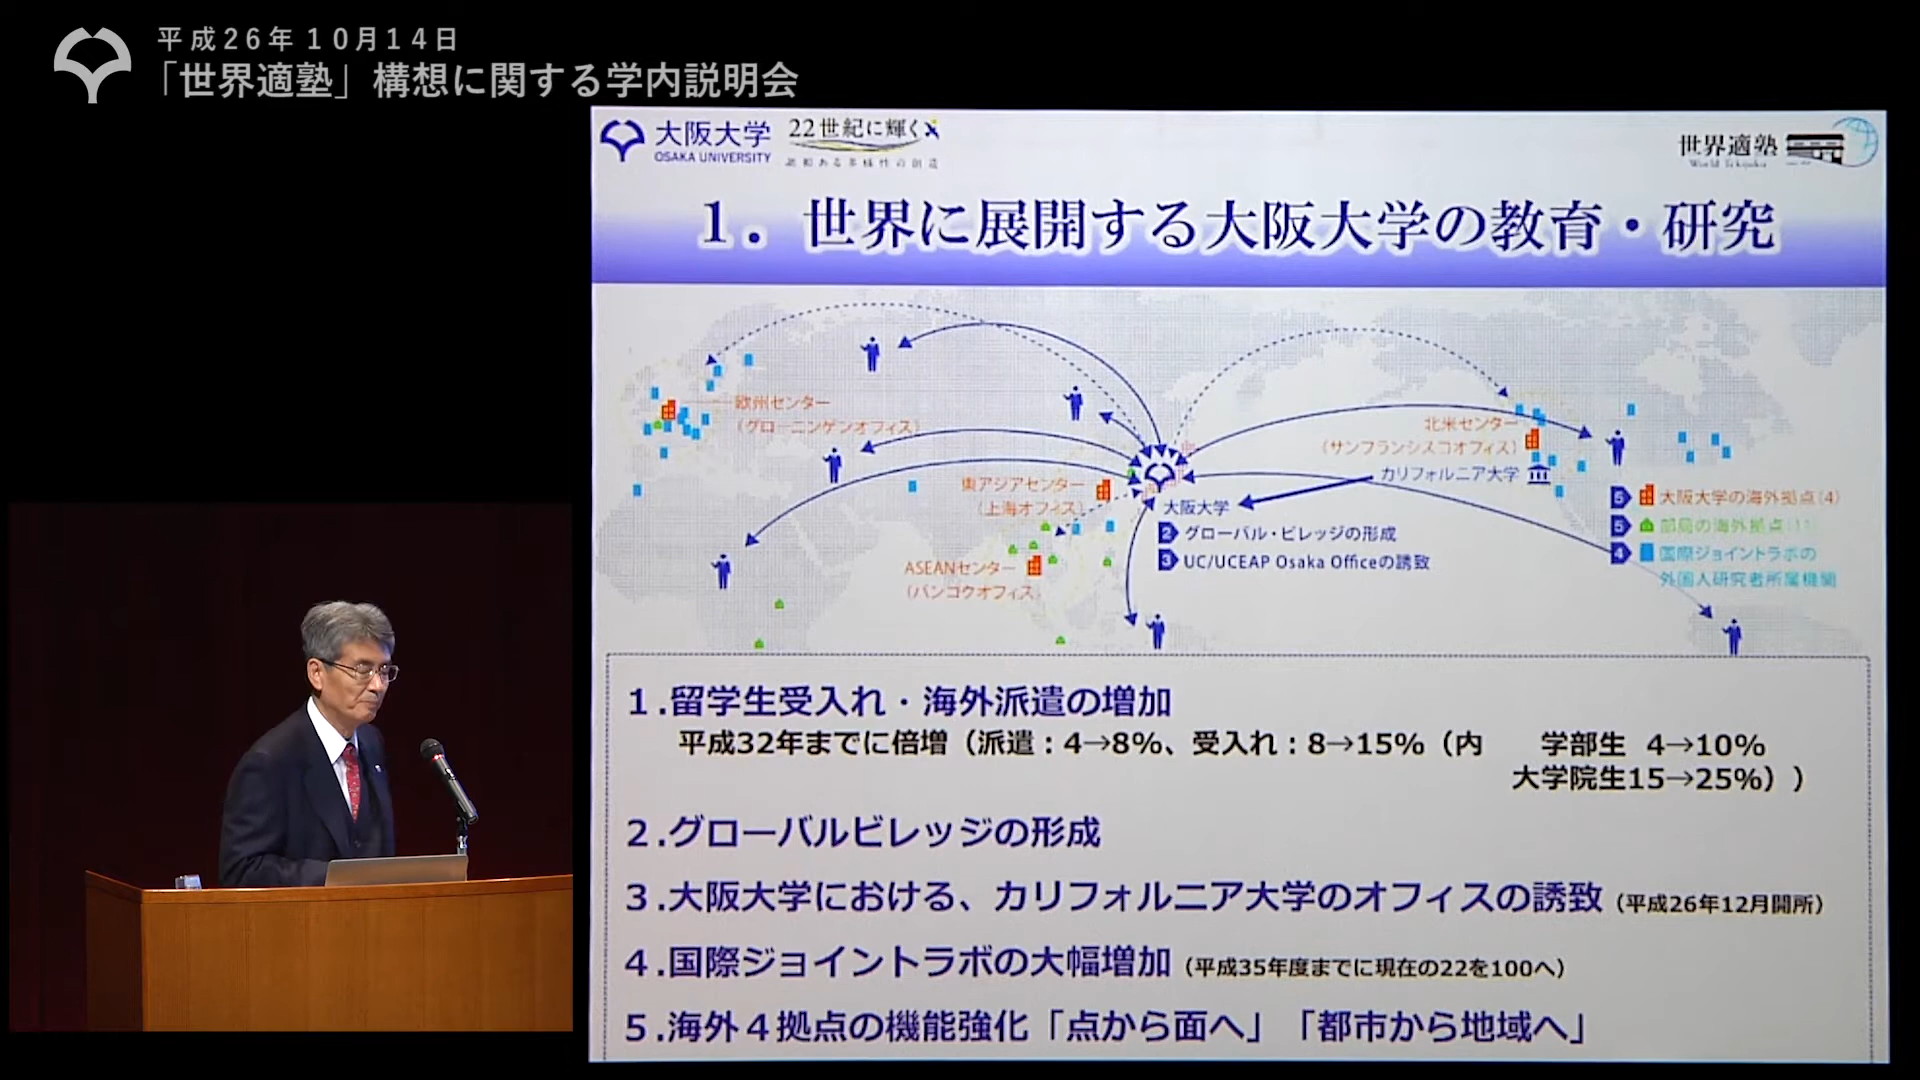 平成26年10月14日
「世界適塾」構想に関する学内説明会
大阪大学
OSAKA UNIVERSITY
22世紀に輝く
世界適塾
World Tekijuku
1．世界に展開する大阪大学の教育・研究
欧州センター
（グローニンゲンオフィス）
東アジアセンター
（上海オフィス）
ASEANセンター
（バンコクオフィス
北米センター
（サンフランシスコオフィス）
カリフォルニア大学
大阪大学
2 グローバル・ビレッジの形成
3 UC/UCEAP Osaka Officeの誘致
5 大阪大学の海外拠点(4)
5 部局の海外拠点(11)
4 国際ジョイントラボの
外国人研究者所属機関
１.留学生受入れ・海外派遣の増加
平成32年までに倍増（派遣：4→8%、受入れ：8→15%（内 学部生 4→10%
大学院生15→25%））
２.グローバルビレッジの形成
３.大阪大学における、カリフォルニア大学のオフィスの誘致（平成26年12月開所）
４.国際ジョイントラボの大幅増加（平成35年度までに現在の22を100へ）
５.海外４拠点の機能強化「点から面へ」「都市から地域へ」